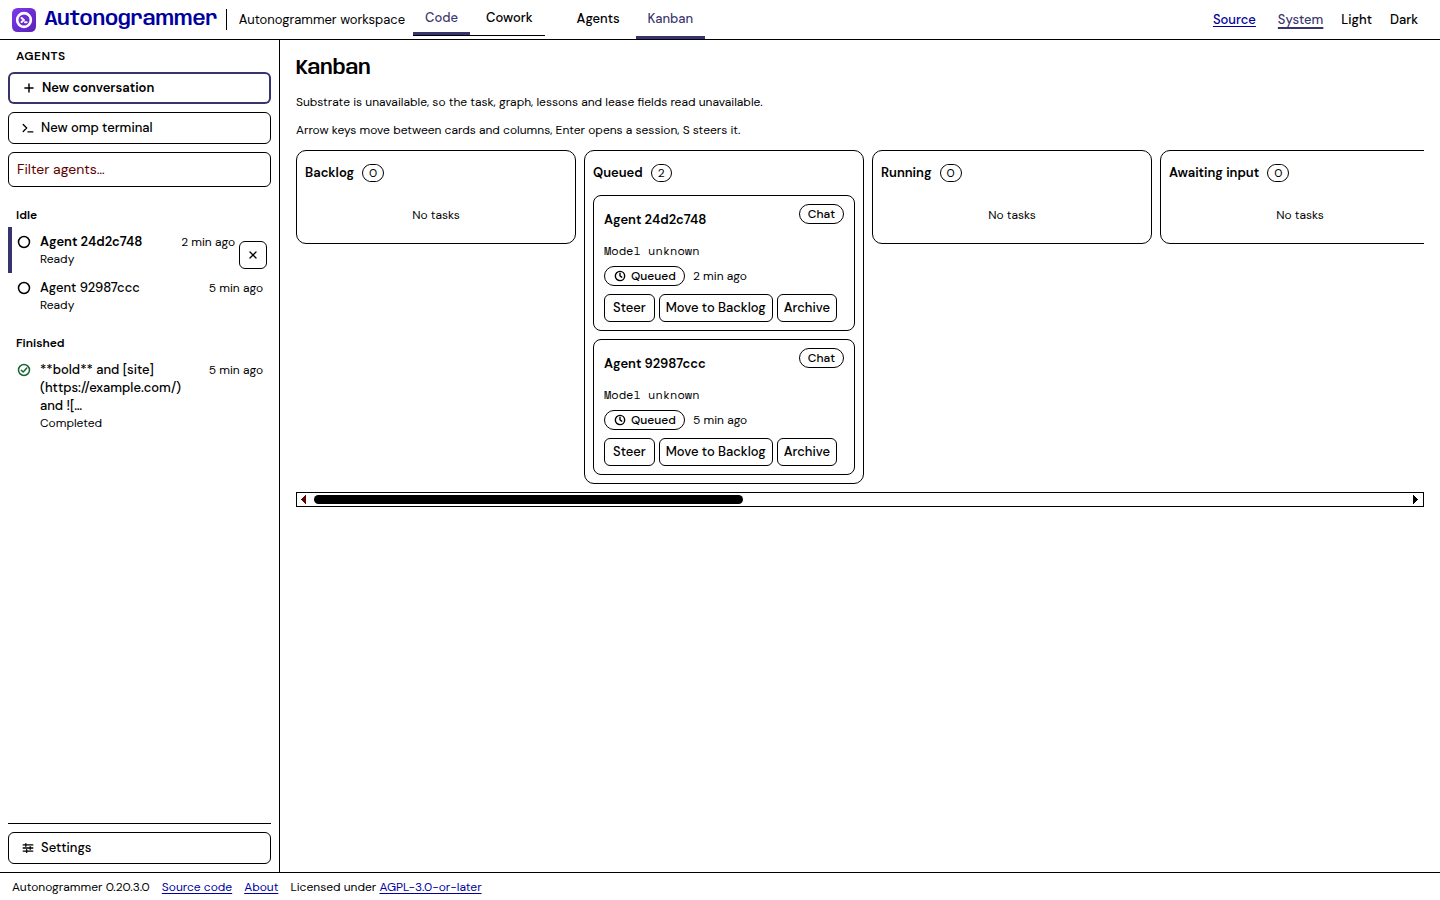 Autonogrammer
Autonogrammer workspace
Code
Cowork
Agents
Kanban
Source
System
Light
Dark
AGENTS
New conversation
New omp terminal
Filter agents…
Idle
Agent 24d2c748
2 min ago
Ready
Agent 92987ccc
5 min ago
Ready
Finished
**bold** and [site]
5 min ago
(https://example.com/)
and ![…
Completed
Settings
Kanban
Substrate is unavailable, so the task, graph, lessons and lease fields read unavailable.
Arrow keys move between cards and columns, Enter opens a session, S steers it.
Backlog 0
No tasks
Queued 2
Agent 24d2c748
Chat
Model unknown
Queued 2 min ago
Steer
Move to Backlog
Archive
Agent 92987ccc
Chat
Model unknown
Queued 5 min ago
Steer
Move to Backlog
Archive
Running 0
No tasks
Awaiting input 0
No tasks
Autonogrammer 0.20.3.0
Source code
About
Licensed under AGPL-3.0-or-later